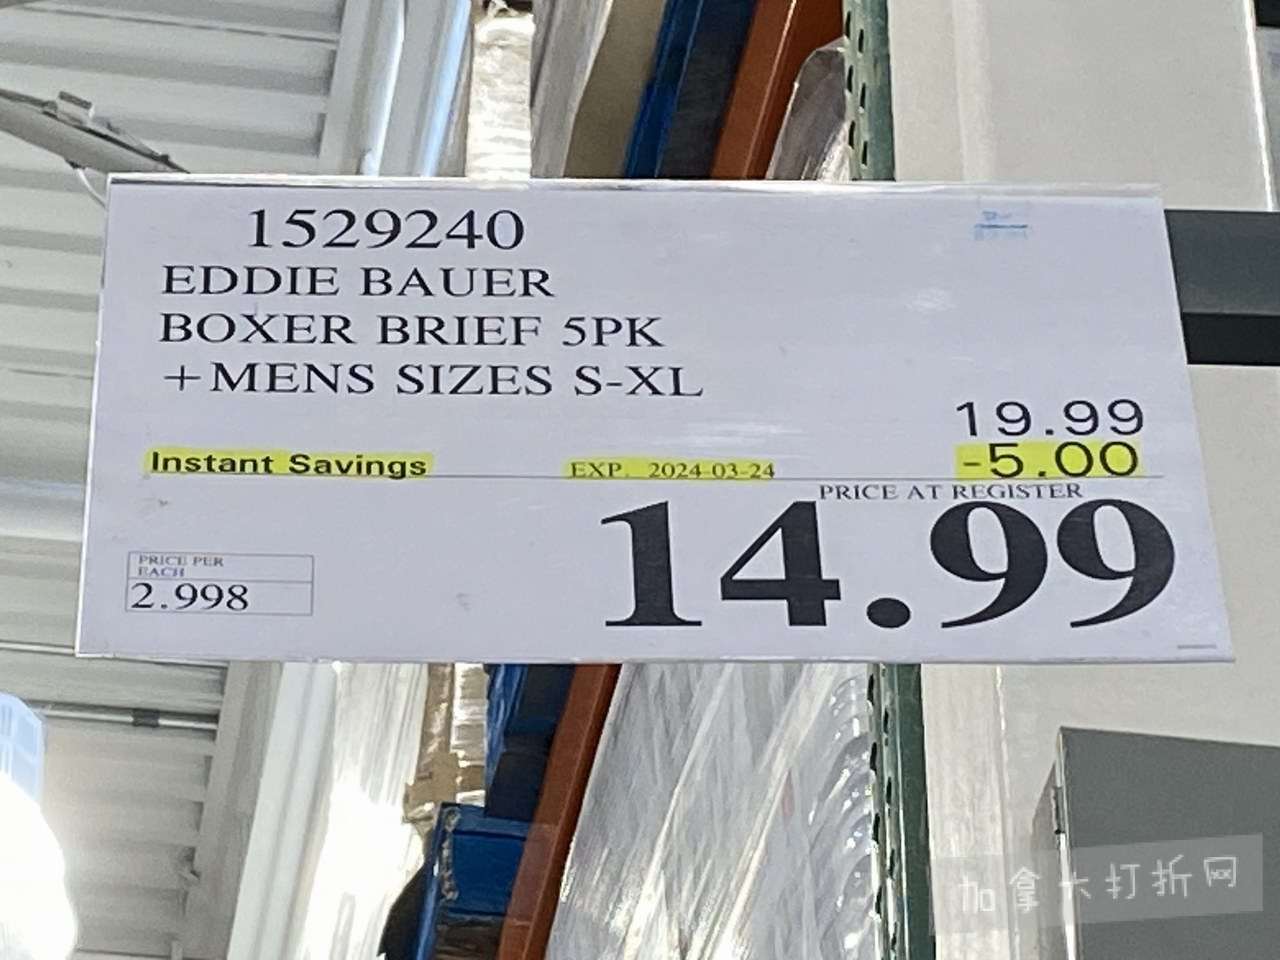 1529240
EDDIE BAUER
BOXER BRIEF 5PK
+MENS SIZES S-XL
19.99
Instant Savings EXP. 2024-03-24 -5.00
PRICE AT REGISTER
14.99
PRICE PER
EACH
2.998
加拿大打折网